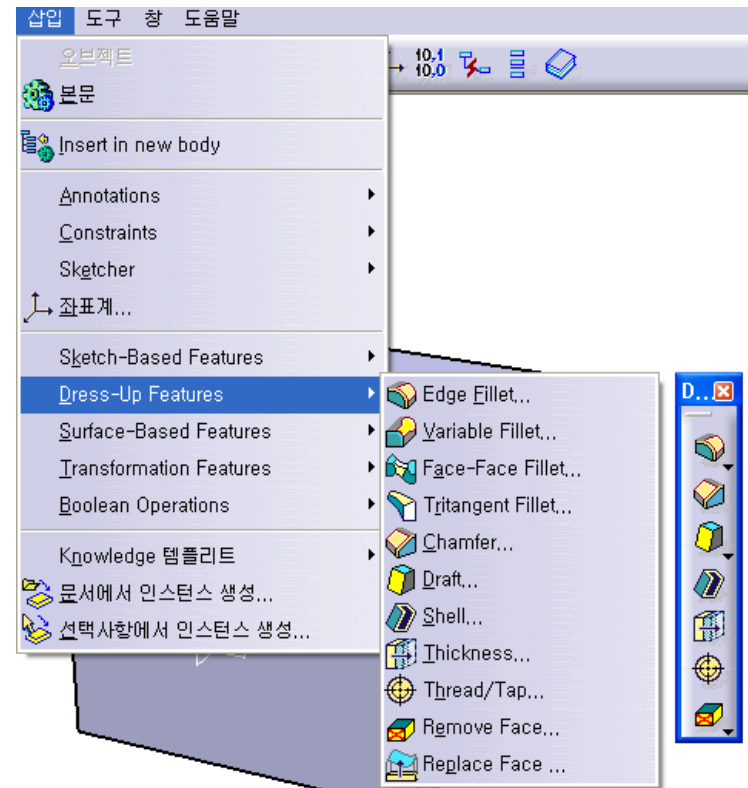 삽입 도구 창 도움말
오브젝트
본문
Insert in new body
Annotations
Constraints
Sketcher
좌표계...
Sketch-Based Features
Dress-Up Features
Surface-Based Features
Transformation Features
Boolean Operations
Knowledge 템플리트
문서에서 인스턴스 생성...
선택사항에서 인스턴스 생성...
10,1
10,0
Edge Fillet...
Variable Fillet...
Face-Face Fillet...
Tritangent Fillet...
Chamfer...
Draft...
Shell...
Thickness...
Thread/Tap...
Remove Face...
Replace Face ...
D...